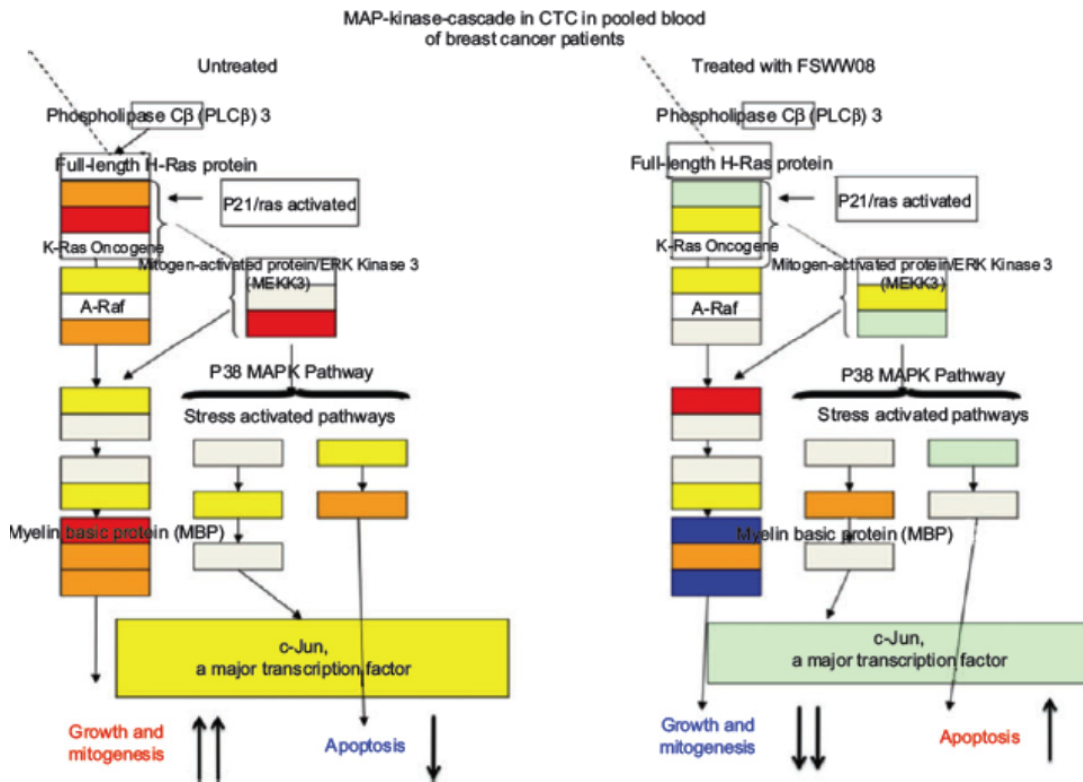 MAP-kinase-cascade in CTC in pooled blood
of breast cancer patients
Untreated
Phospholipase Cβ (PLCβ) 3
Full-length H-Ras protein
P21/ras activated
K-Ras Oncogene
Mitogen-activated protein/ERK Kinase 3
(MEKK3)
A-Raf
P38 MAPK Pathway
Stress activated pathways
Myelin basic protein (MBP)
c-Jun,
a major transcription factor
Growth and
mitogenesis
Apoptosis
Treated with FSWW08
Phospholipase Cβ (PLCβ) 3
Full-length H-Ras protein
P21/ras activated
K-Ras Oncogene
Mitogen-activated protein/ERK Kinase 3
(MEKK3)
A-Raf
P38 MAPK Pathway
Stress activated pathways
Myelin basic protein (MBP)
c-Jun,
a major transcription factor
Growth and
mitogenesis
Apoptosis